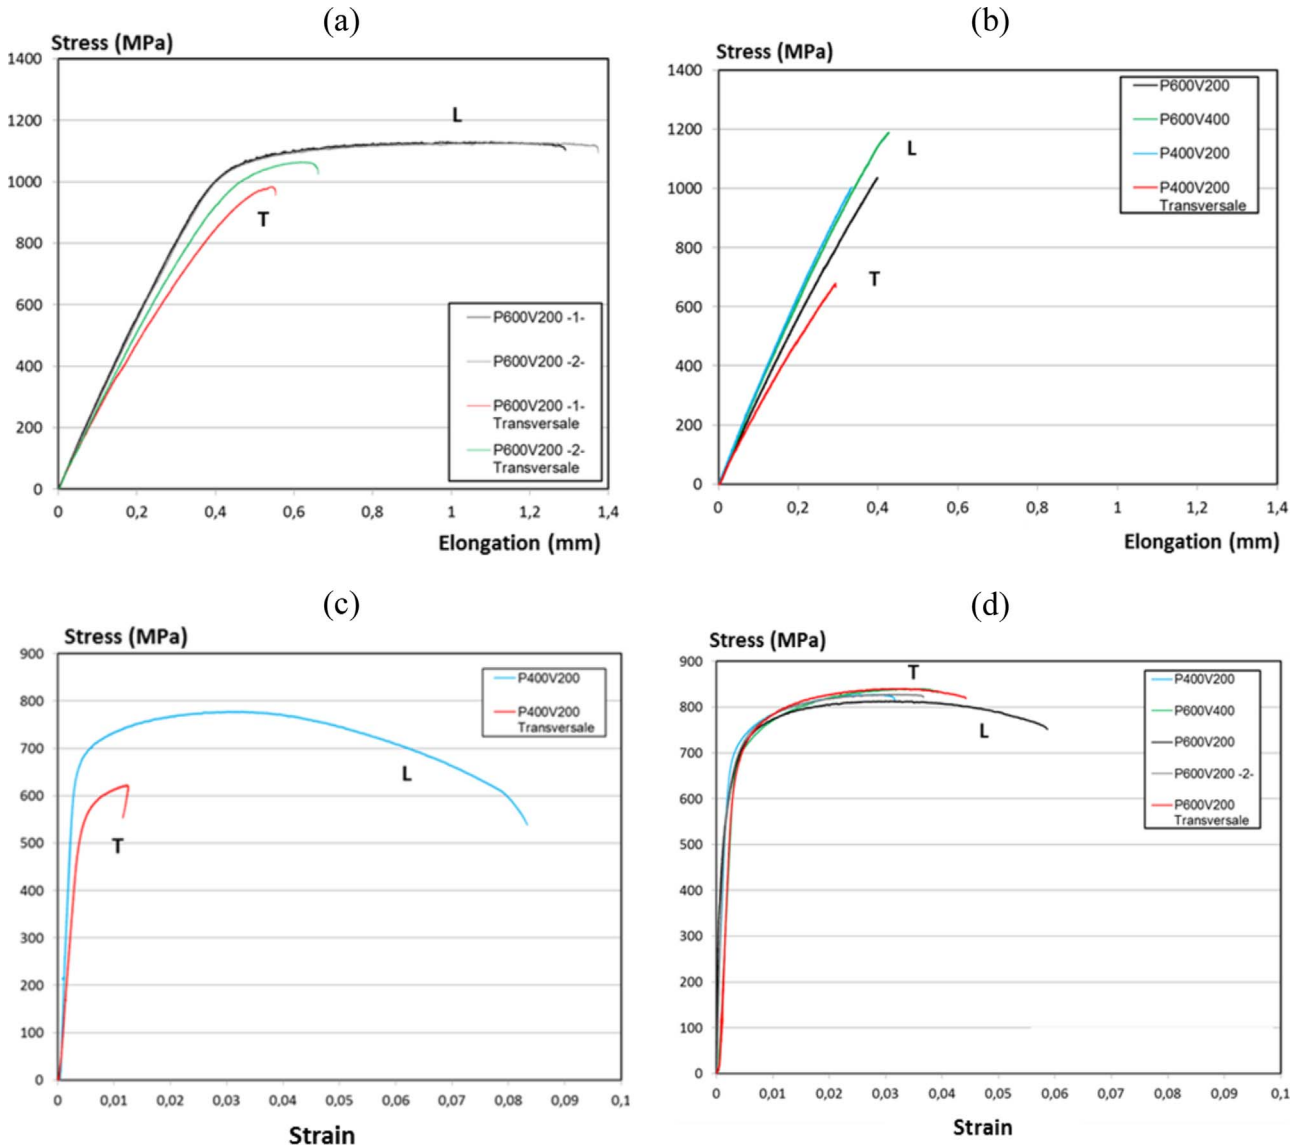 (a)
Stress (MPa)
1400
1200
1000
800
600
400
200
0
L
T
P600V200 -1-
P600V200 -2-
P600V200 -1-
Transversale
P600V200 -2-
Transversale
0 0,2 0,4 0,6 0,8 1 1,2 1,4
Elongation (mm)
(b)
Stress (MPa)
1400
1200
1000
800
600
400
200
0
P600V200
P600V400
P400V200
P400V200
Transversale
L
T
0 0,2 0,4 0,6 0,8 1 1,2 1,4
Elongation (mm)
(c)
Stress (MPa)
900
800
700
600
500
400
300
200
100
0
P400V200
P400V200
Transversale
L
T
0 0,01 0,02 0,03 0,04 0,05 0,06 0,07 0,08 0,09 0,1
Strain
(d)
Stress (MPa)
900
800
700
600
500
400
300
200
100
0
T
L
P400V200
P600V400
P600V200
P600V200 -2-
P600V200
Transversale
0 0,01 0,02 0,03 0,04 0,05 0,06 0,07 0,08 0,09 0,1
Strain